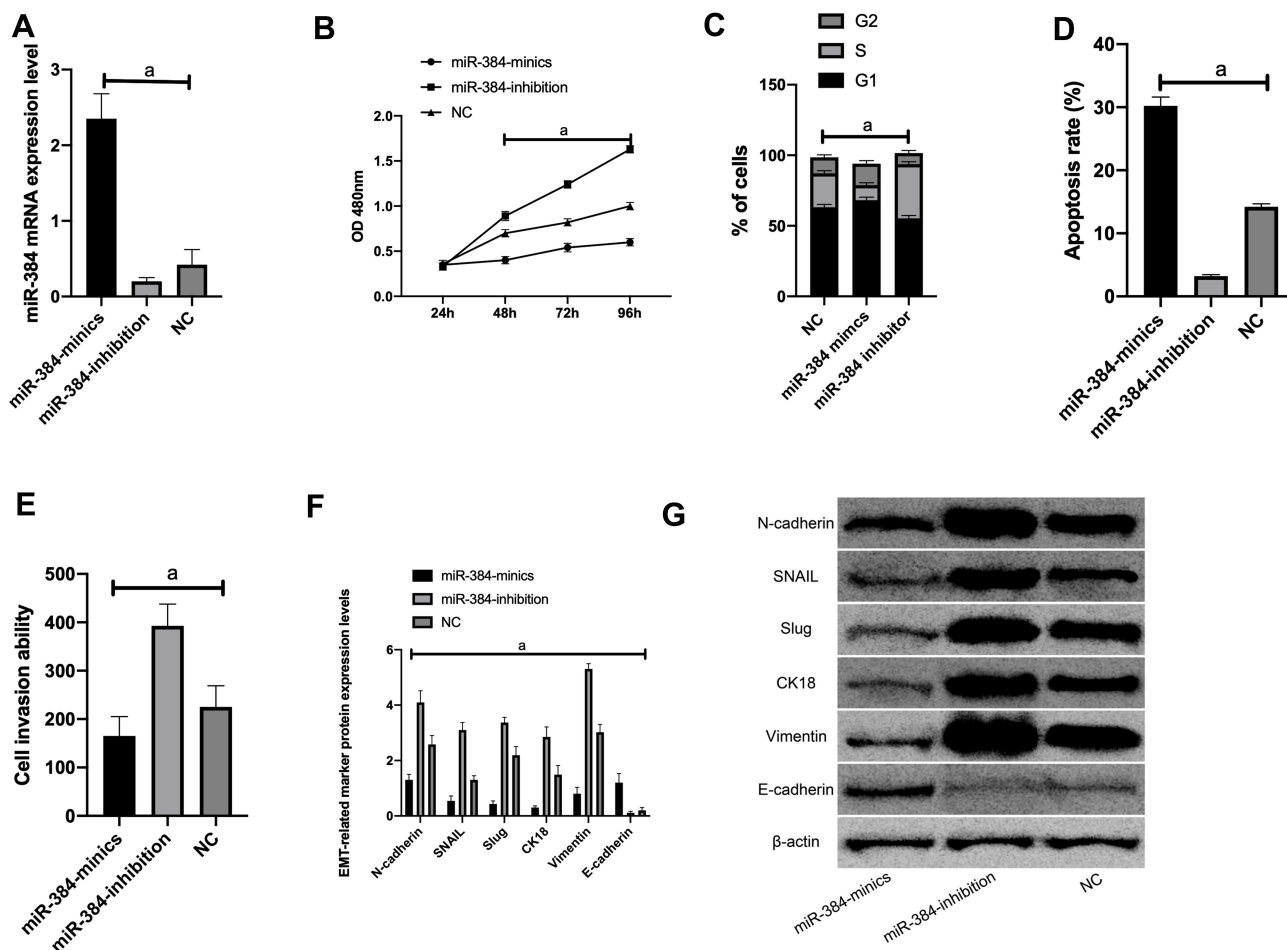 A
miR-384 mRNA expression level
3
2
1
0
a
miR-384-minics
miR-384-inhibition
NC
B
miR-384-minics
miR-384-inhibition
NC
OD 480nm
2.0
1.5
1.0
0.5
0.0
a
24h
48h
72h
96h
C
G2
S
G1
% of cells
150
100
50
0
a
NC
miR-384 mimcs
miR-384 inhibitor
D
Apoptosis rate (%)
40
30
20
10
0
a
miR-384-minics
miR-384-inhibition
NC
E
Cell invasion ability
500
400
300
200
100
0
a
miR-384-minics
miR-384-inhibition
NC
F
miR-384-minics
miR-384-inhibition
NC
EMT-related marker protein expression levels
6
4
2
0
a
N-cadherin
SNAIL
Slug
CK18
Vimentin
E-cadherin
G
N-cadherin
SNAIL
Slug
CK18
Vimentin
E-cadherin
β-actin
miR-384-minics
miR-384-inhibition
NC